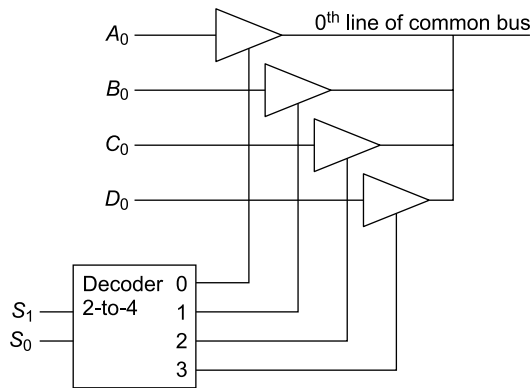 A₀
0ᵗʰ line of common bus
B₀
C₀
D₀
Decoder
2-to-4
0
1
2
3
S₁
S₀